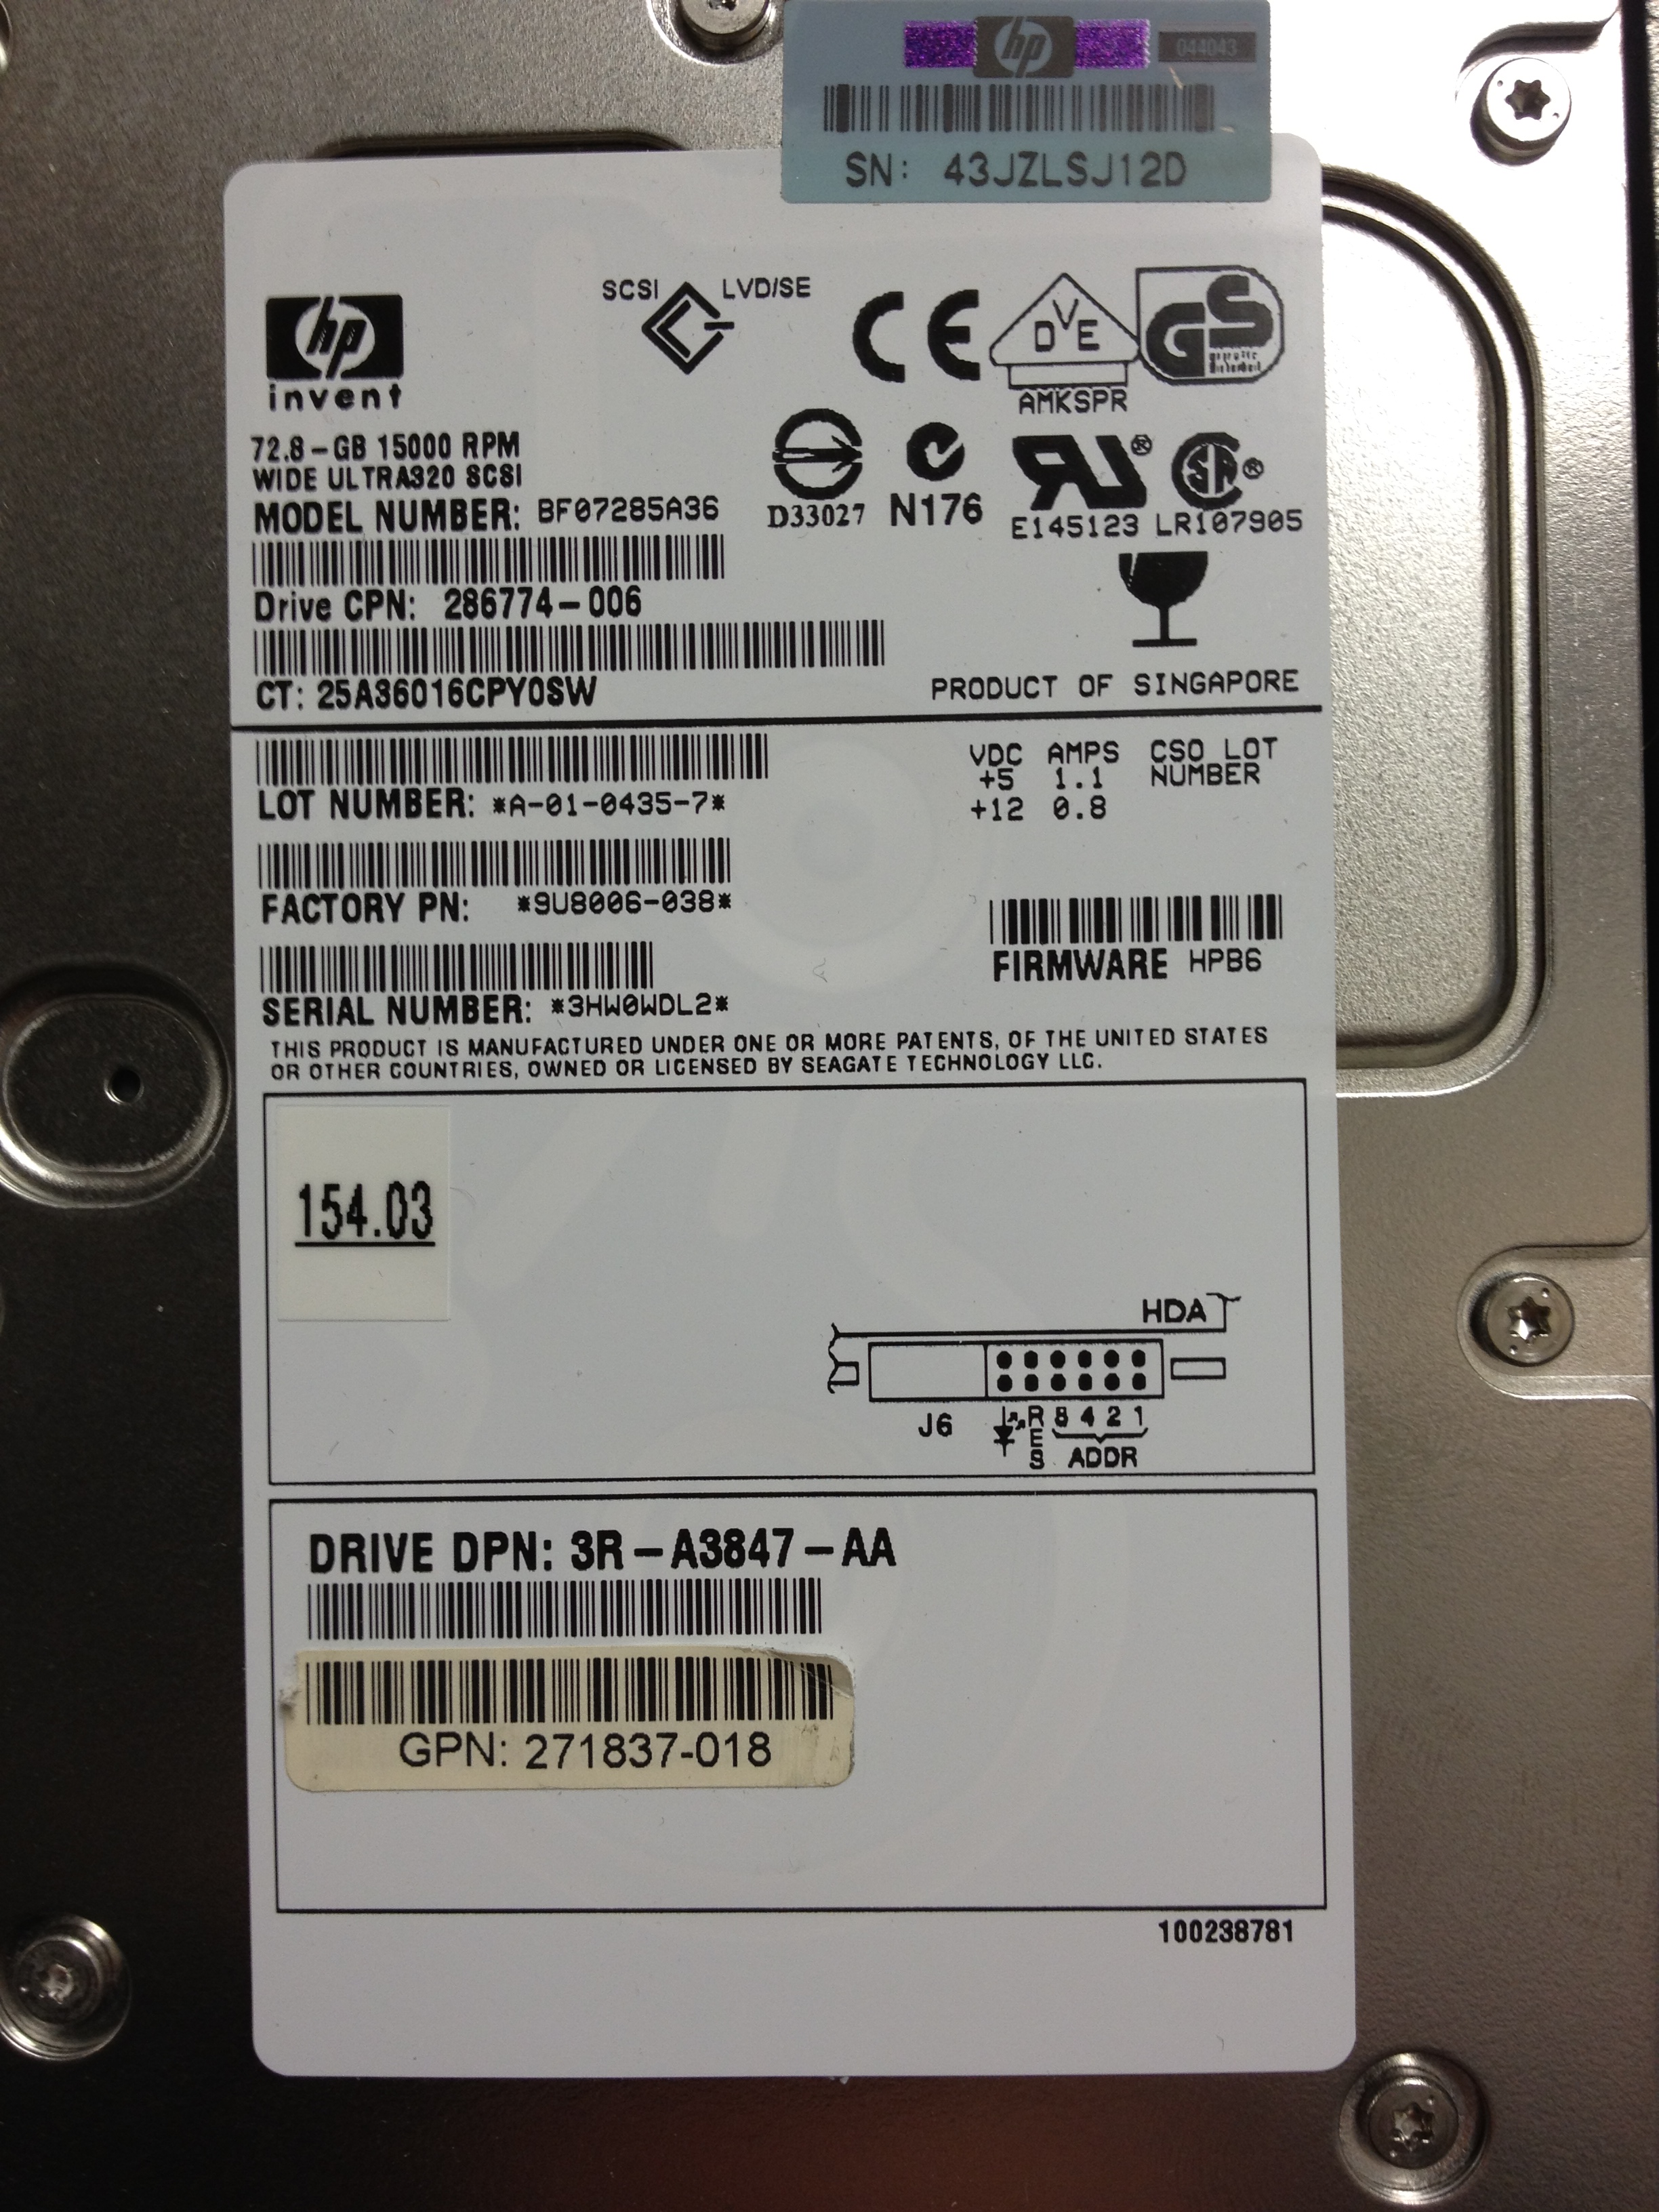 hp
044043
SN: 43JZLSJ12D
hp
invent
SCSI LVD/SE
CE
DVE
AMKSPR
GS
72.8-GB 15000 RPM
WIDE ULTRA320 SCSI
MODEL NUMBER: BF07285A36
D33027 N176
E145123 LR107905
Drive CPN: 286774-006
CT: 25A36016CPY0SW
PRODUCT OF SINGAPORE
VDC AMPS CSO LOT
+5 1.1 NUMBER
+12 0.8
LOT NUMBER: *A-01-0435-7*
FACTORY PN: *9U8006-038*
FIRMWARE HPB6
SERIAL NUMBER: *3HW0WDL2*
THIS PRODUCT IS MANUFACTURED UNDER ONE OR MORE PATENTS, OF THE UNITED STATES
OR OTHER COUNTRIES, OWNED OR LICENSED BY SEAGATE TECHNOLOGY LLC.
154.03
HDA
J6
RES
8 4 2 1
ADDR
DRIVE DPN: 3R-A3847-AA
GPN: 271837-018
100238781